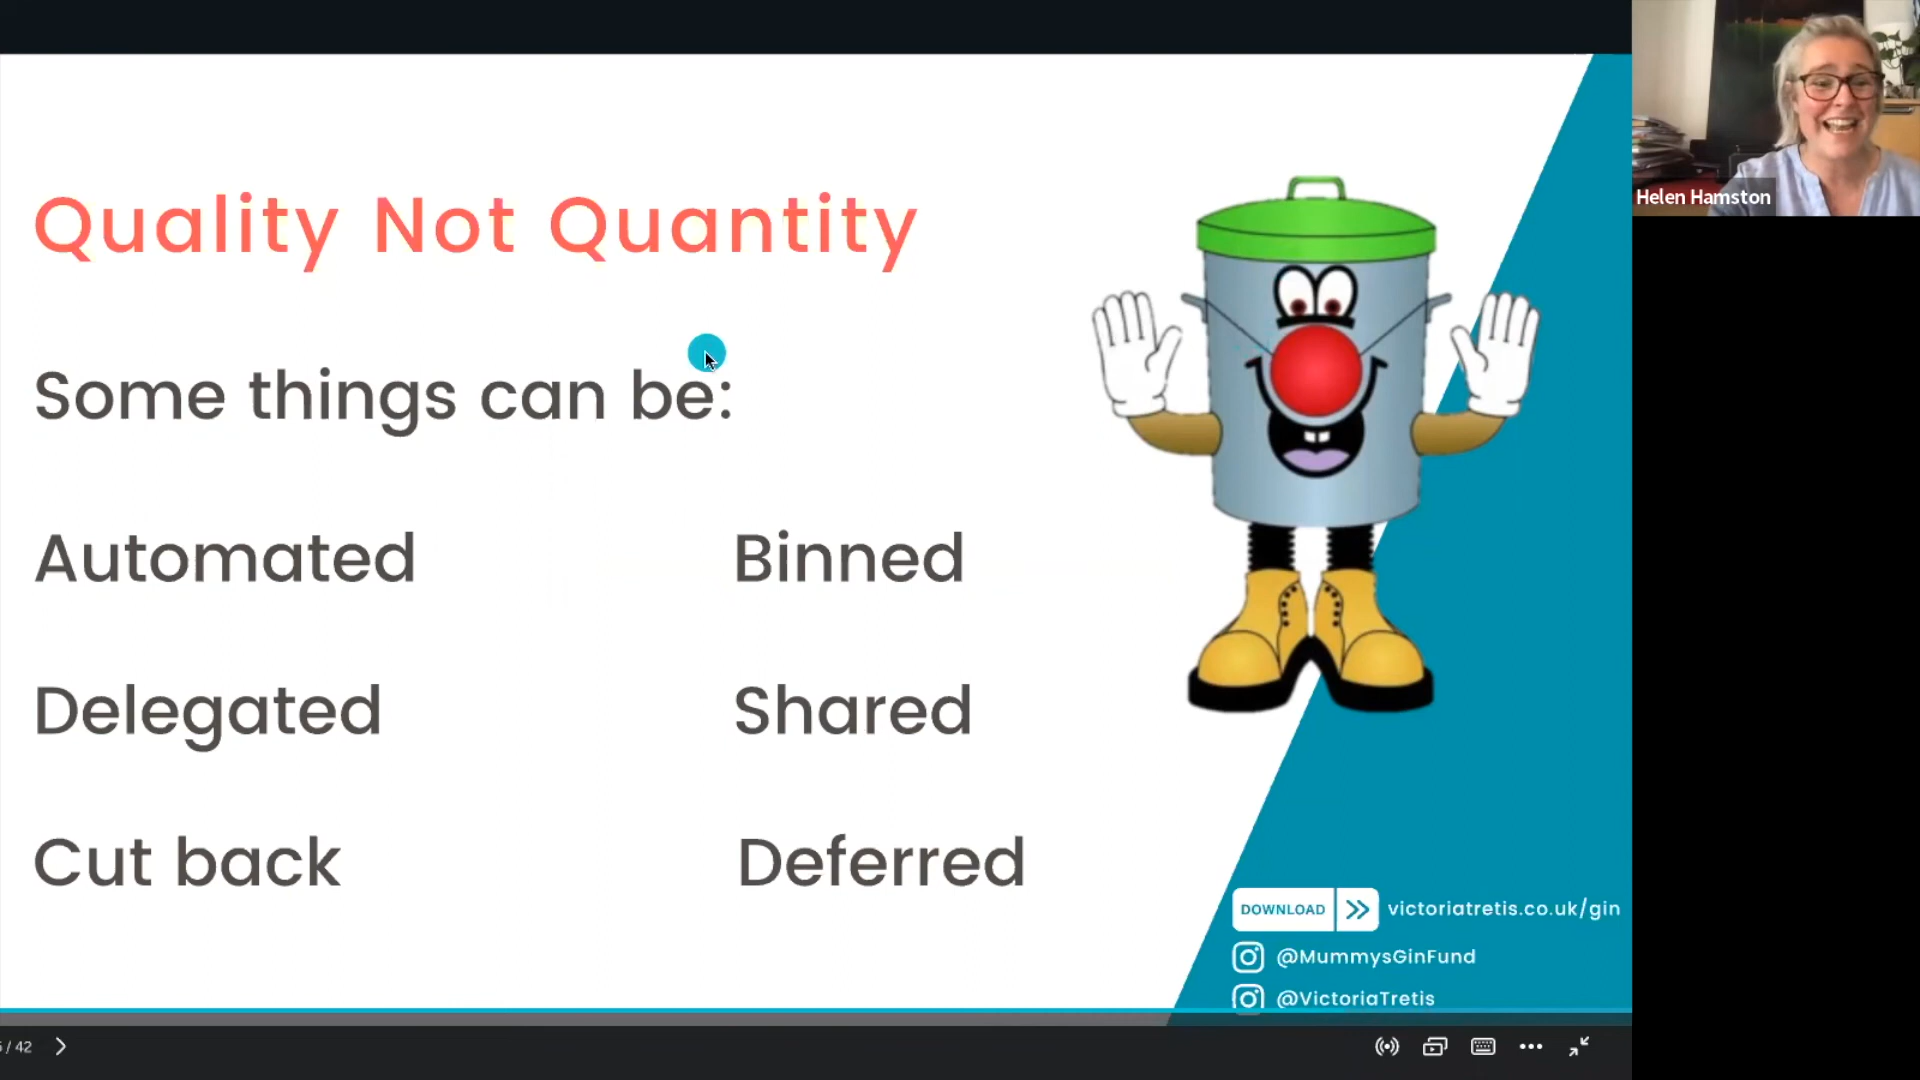 Quality Not Quantity
Some things can be:
Automated
Binned
Delegated
Shared
Cut back
Deferred
DOWNLOAD
victoriatretis.co.uk/gin
@MummysGinFund
@VictoriaTretis
/ 42
Helen Hamston